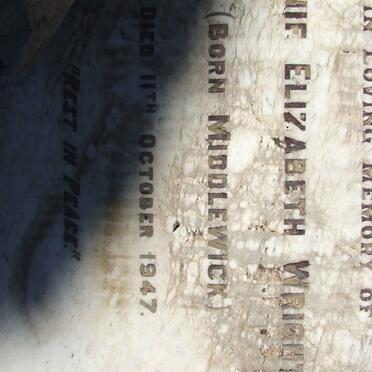 IN LOVING MEMORY OF
ELIZABETH WRIGHT
(BORN MIDDLEWICK)
DIED 11TH OCTOBER 1947.
"REST IN PEACE."